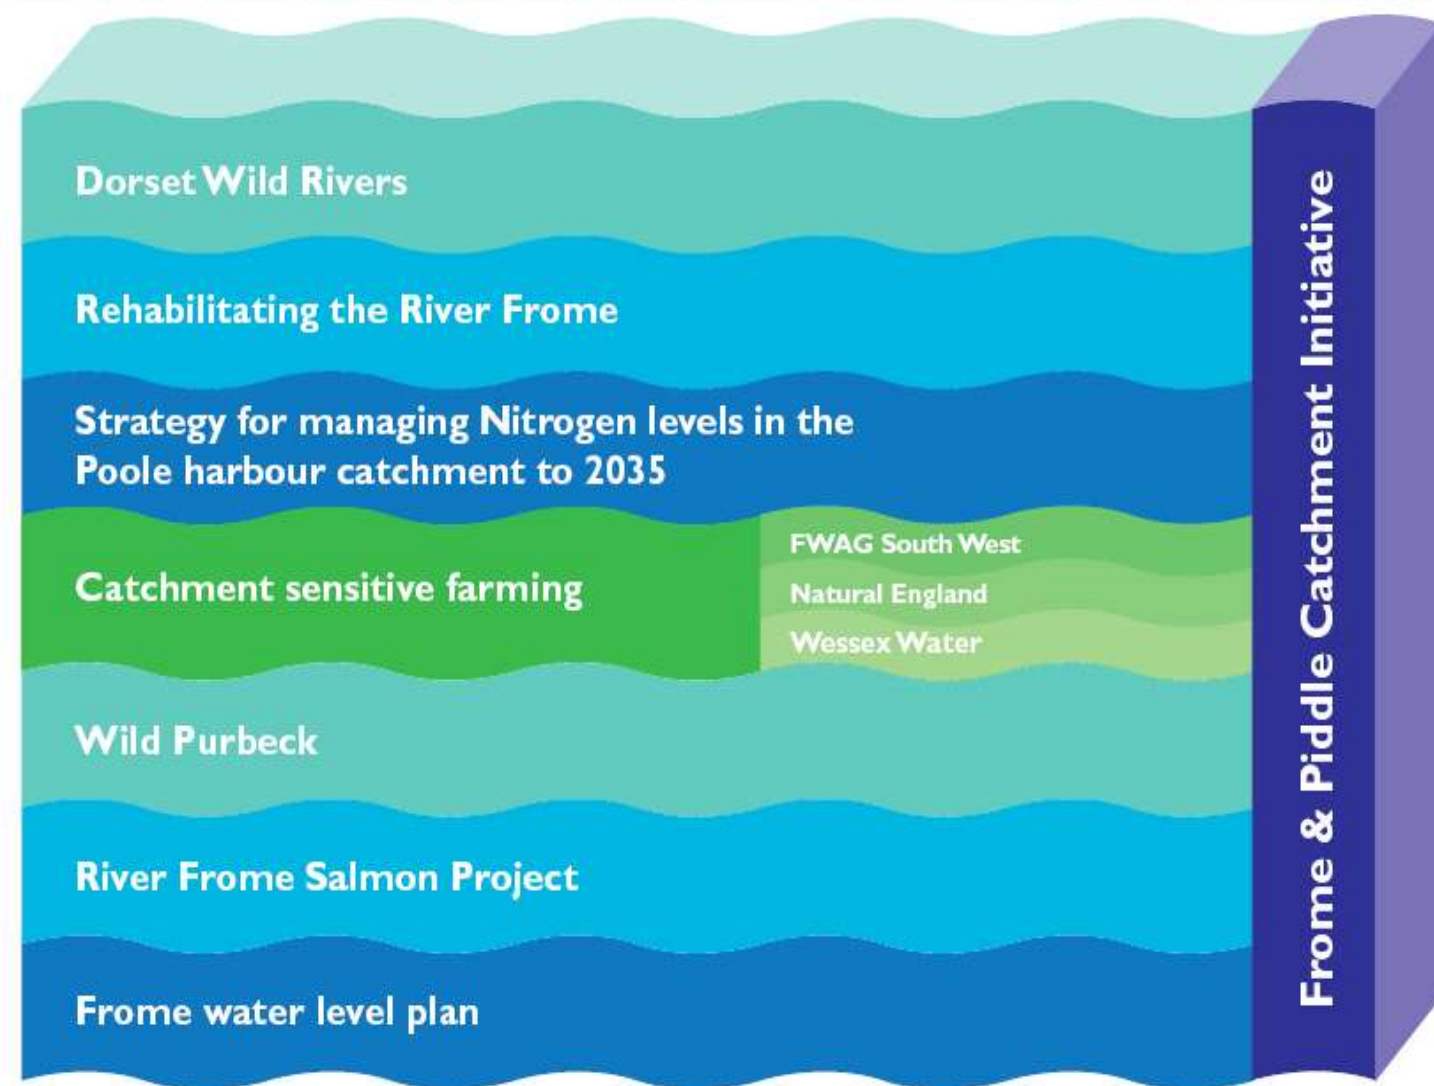 Dorset Wild Rivers
Rehabilitating the River Frome
Strategy for managing Nitrogen levels in the
Poole harbour catchment to 2035
Catchment sensitive farming
FWAG South West
Natural England
Wessex Water
Wild Purbeck
River Frome Salmon Project
Frome water level plan
Frome & Piddle Catchment Initiative